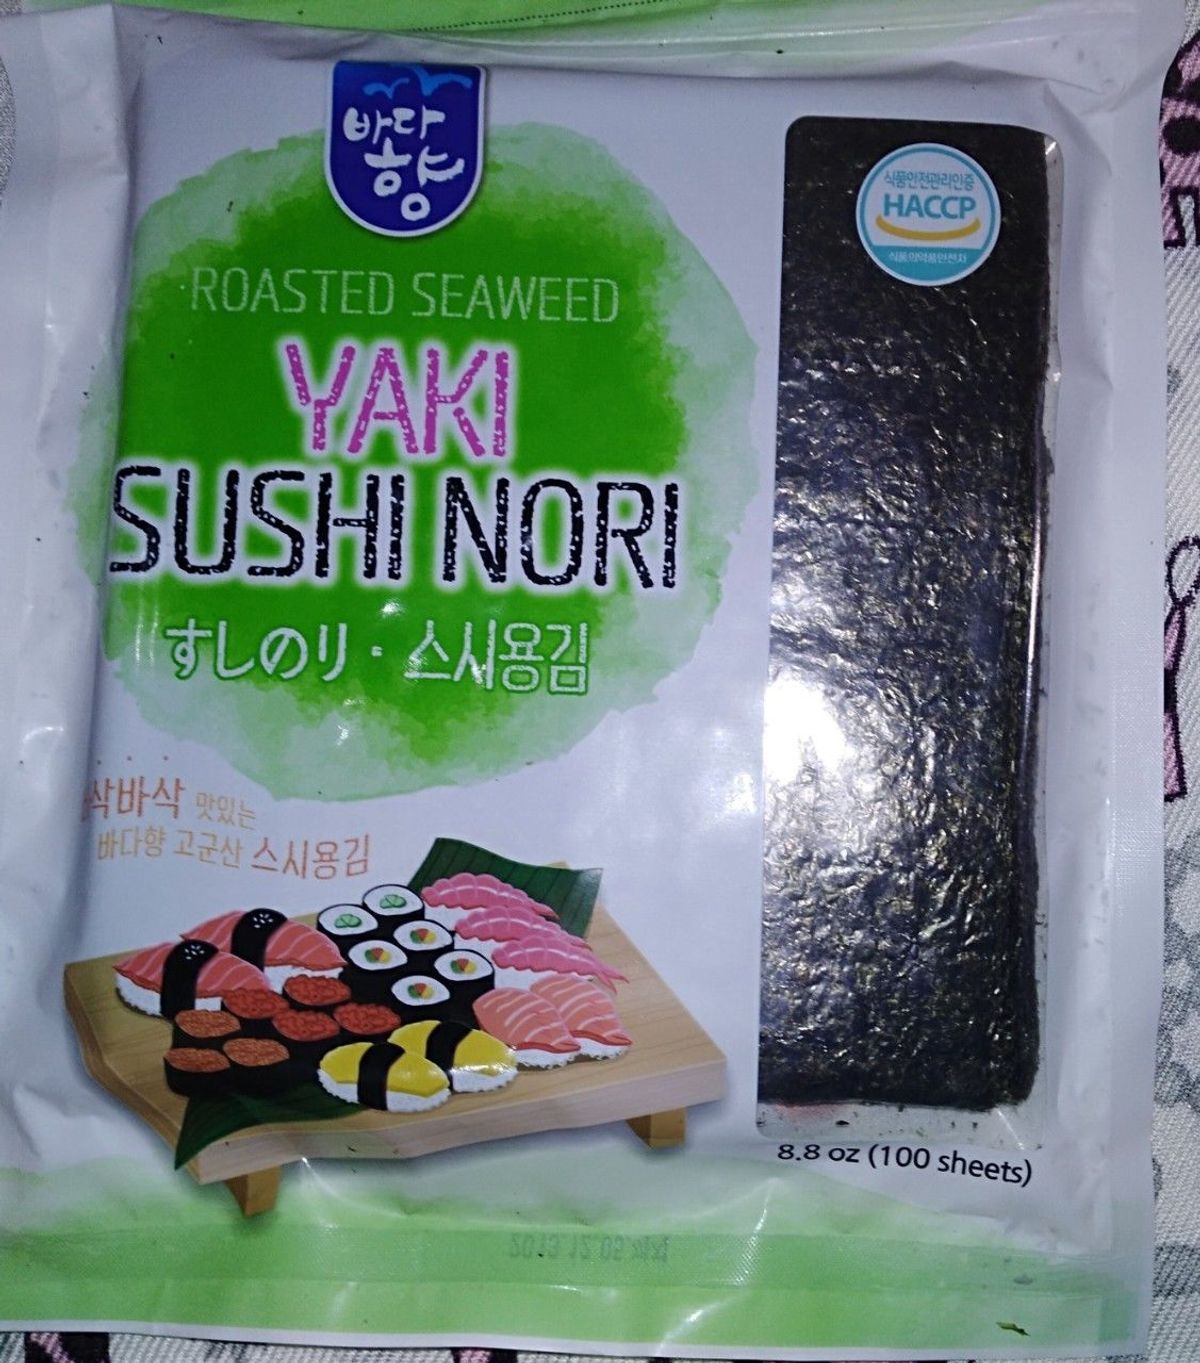 바다
향
식품안전관리인증
HACCP
식품의약품안전처
ROASTED SEAWEED
YAKI
SUSHI NORI
すしのり · 스시용김
삭바삭 맛있는
바다향 고군산 스시용김
8.8 oz (100 sheets)